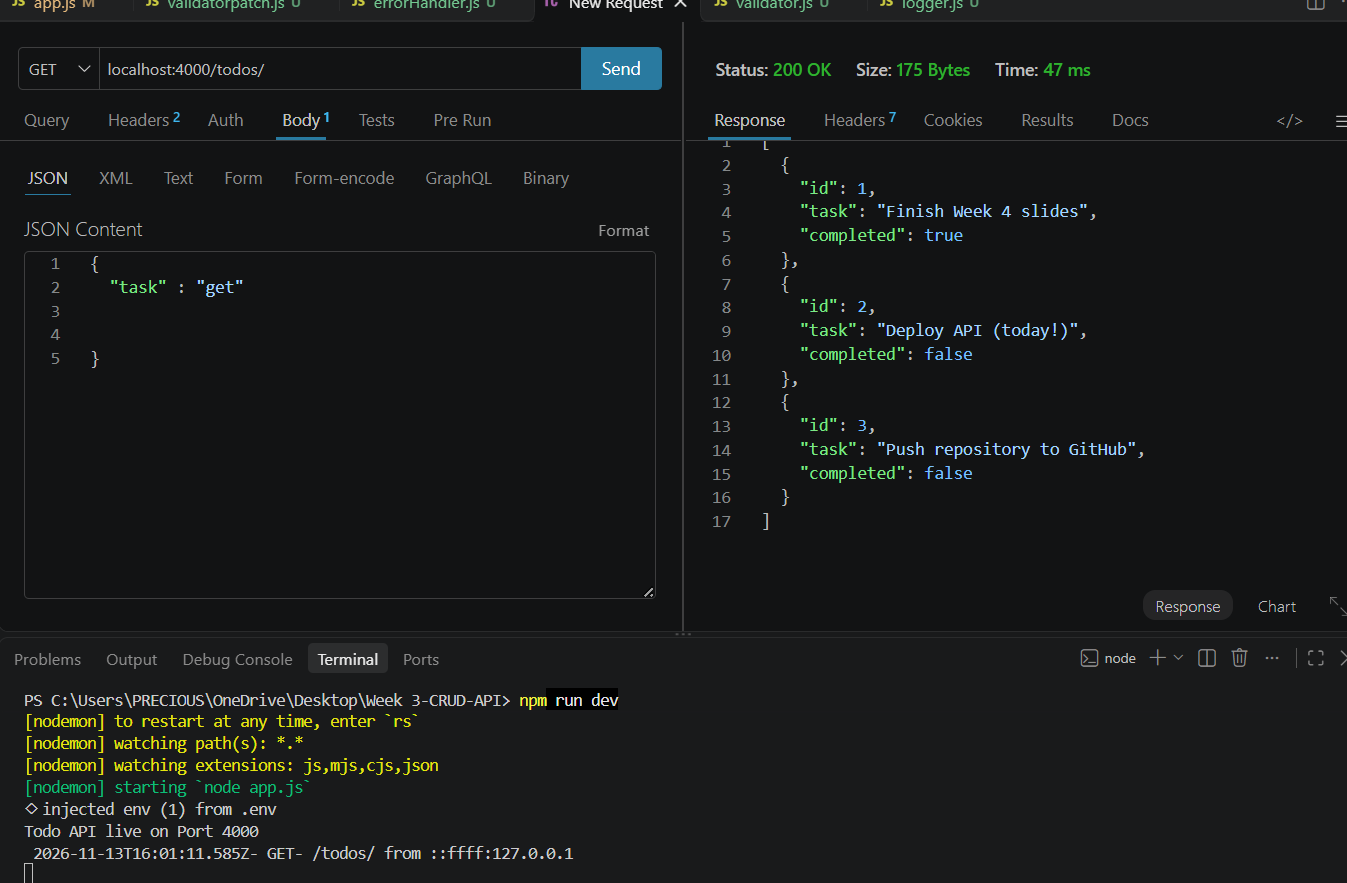 JS app.js M JS validatorpatch.js U JS errorHandler.js U TC New Request JS validator.js U JS logger.js U
GET localhost:4000/todos/ Send
Query Headers 2 Auth Body 1 Tests Pre Run
JSON XML Text Form Form-encode GraphQL Binary
JSON Content Format
1 {
2 "task" : "get"
3
4
5 }
Status: 200 OK Size: 175 Bytes Time: 47 ms
Response Headers 7 Cookies Results Docs </>
1 [
2 {
3 "id": 1,
4 "task": "Finish Week 4 slides",
5 "completed": true
6 },
7 {
8 "id": 2,
9 "task": "Deploy API (today!)",
10 "completed": false
11 },
12 {
13 "id": 3,
14 "task": "Push repository to GitHub",
15 "completed": false
16 }
17 ]
Response Chart
Problems Output Debug Console Terminal Ports node
PS C:\Users\PRECIOUS\OneDrive\Desktop\Week 3-CRUD-API> npm run dev
[nodemon] to restart at any time, enter `rs`
[nodemon] watching path(s): *.*
[nodemon] watching extensions: js,mjs,cjs,json
[nodemon] starting `node app.js`
◇ injected env (1) from .env
Todo API live on Port 4000
2026-11-13T16:01:11.585Z- GET- /todos/ from ::ffff:127.0.0.1